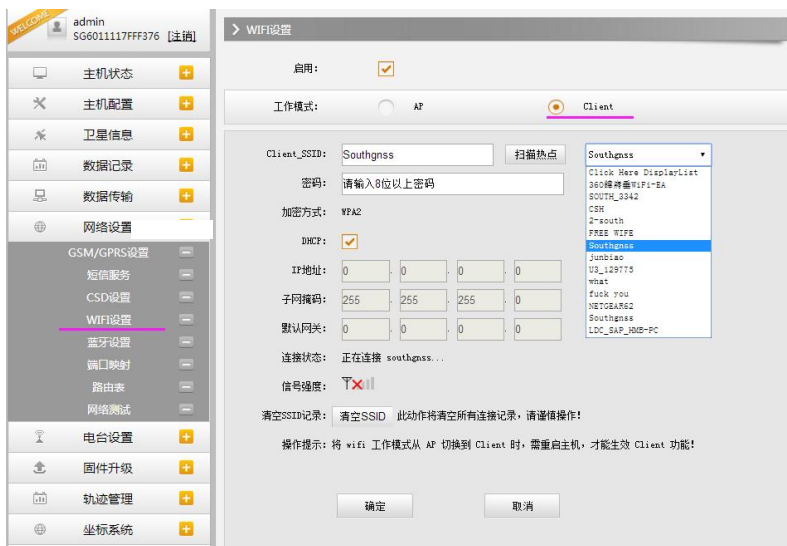 WELCOME
admin
SG6011117FFF376 [注销]
主机状态
主机配置
卫星信息
数据记录
数据传输
网络设置
GSM/GPRS设置
短信服务
CSD设置
WIFI设置
蓝牙设置
端口映射
路由表
网络测试
电台设置
固件升级
轨迹管理
坐标系统
WIFI设置
启用:
工作模式: AP Client
Client_SSID: Southgnss 扫描热点 Southgnss
密码: 请输入8位以上密码
加密方式: WPA2
DHCP:
IP地址: 0 . 0 . 0 . 0
子网掩码: 255 . 255 . 255 . 0
默认网关: 0 . 0 . 0 . 0
连接状态: 正在连接 southgnss...
信号强度:
清空SSID记录: 清空SSID 此动作将清空所有连接记录，请谨慎操作!
操作提示: 将 wifi 工作模式从 AP 切换到 Client 时，需重启主机，才能生效 Client 功能!
确定 取消
Click Here DisplayList
SOUTH_3342
CSH
2-south
FREE WIFE
Southgnss
junbiao
U3_129775
what
fuck you
NETGEAR62
Southgnss
LDC_SAP_HMB-PC